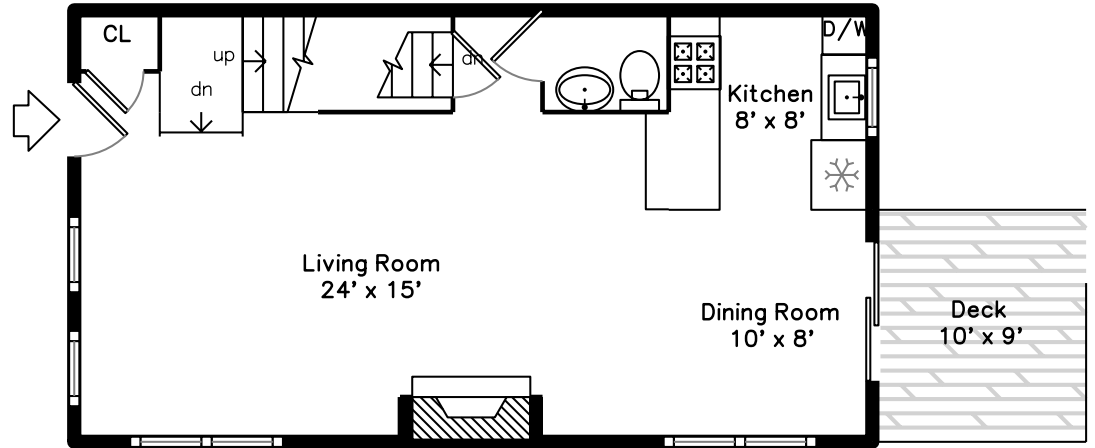 CL
up
dn
dn
D/W
Kitchen
8' x 8'
Living Room
24' x 15'
Dining Room
10' x 8'
Deck
10' x 9'